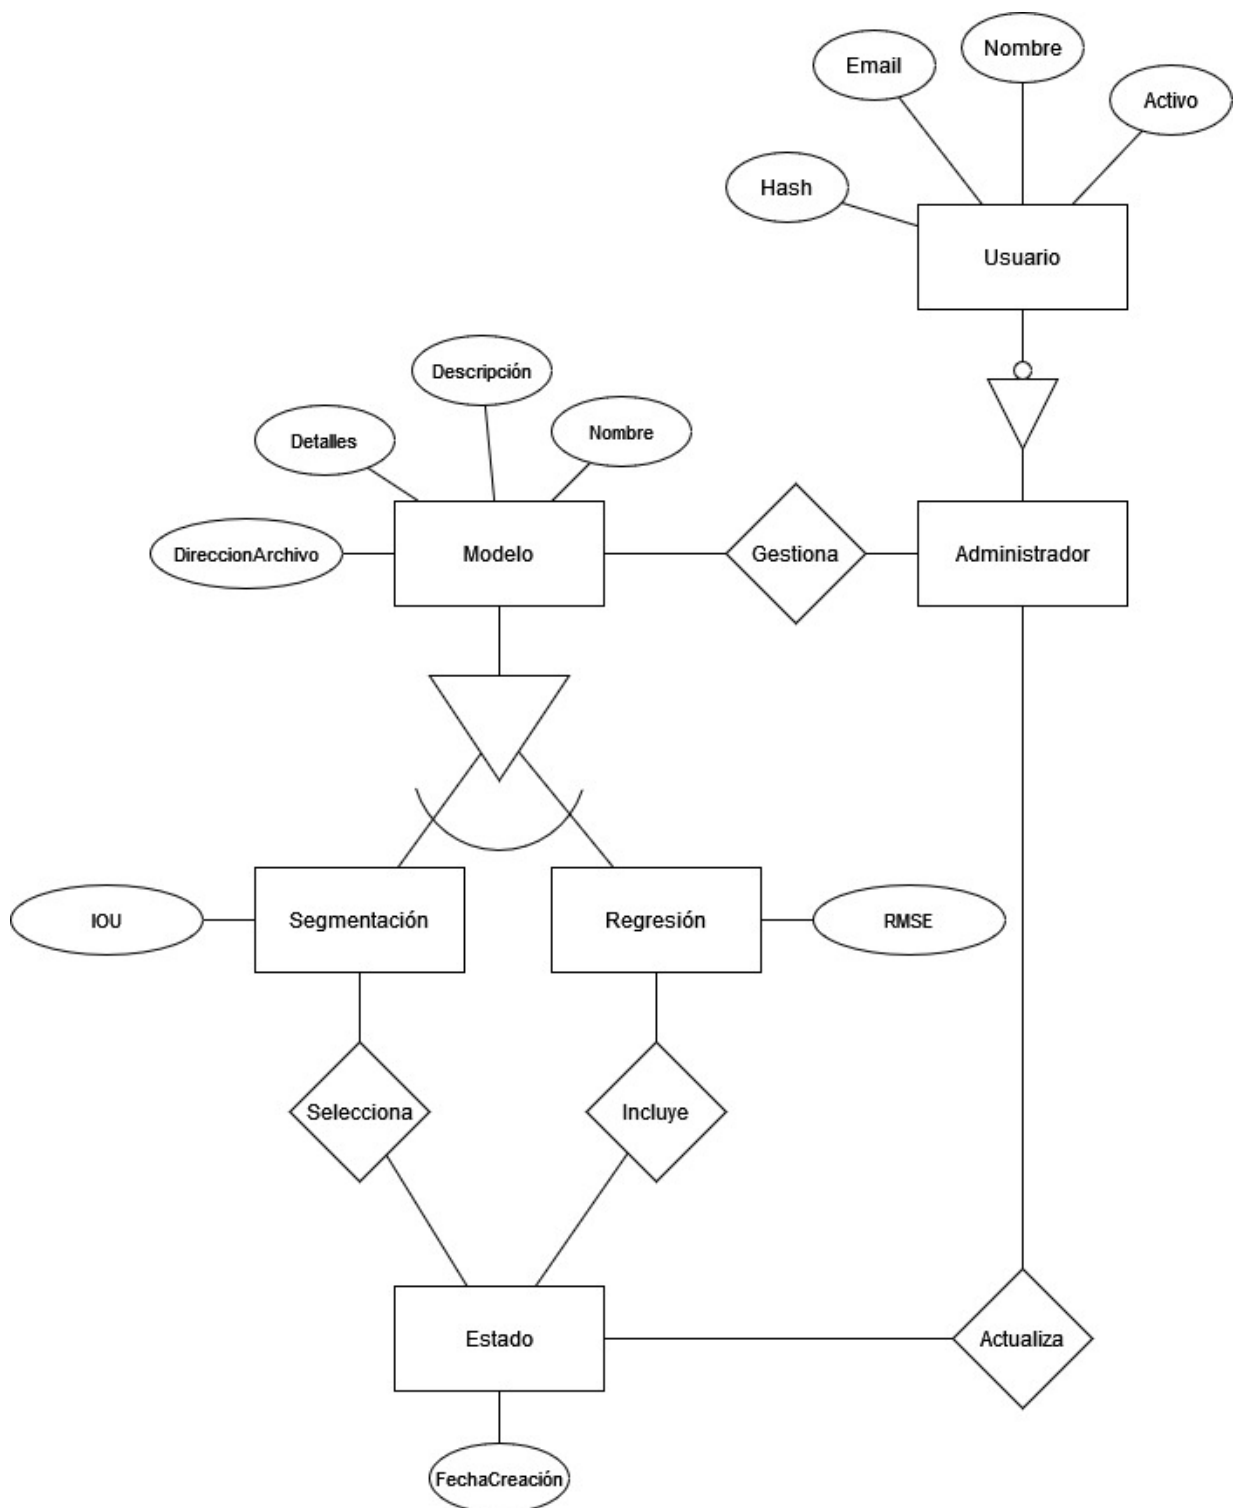 Nombre
Email
Activo
Hash
Usuario
Descripción
Nombre
Detalles
DireccionArchivo
Modelo
Gestiona
Administrador
IOU
Segmentación
Regresión
RMSE
Selecciona
Incluye
Estado
Actualiza
FechaCreación